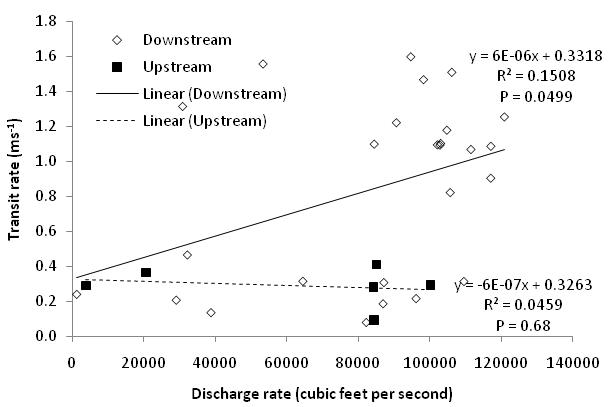 1.8
1.6
1.4
1.2
1.0
0.8
0.6
0.4
0.2
0.0
Transit rate (ms-1)
Downstream
Upstream
Linear (Downstream)
Linear (Upstream)
y = 6E-06x + 0.3318
R² = 0.1508
P = 0.0499
y = -6E-07x + 0.3263
R² = 0.0459
P = 0.68
0 20000 40000 60000 80000 100000 120000 140000
Discharge rate (cubic feet per second)